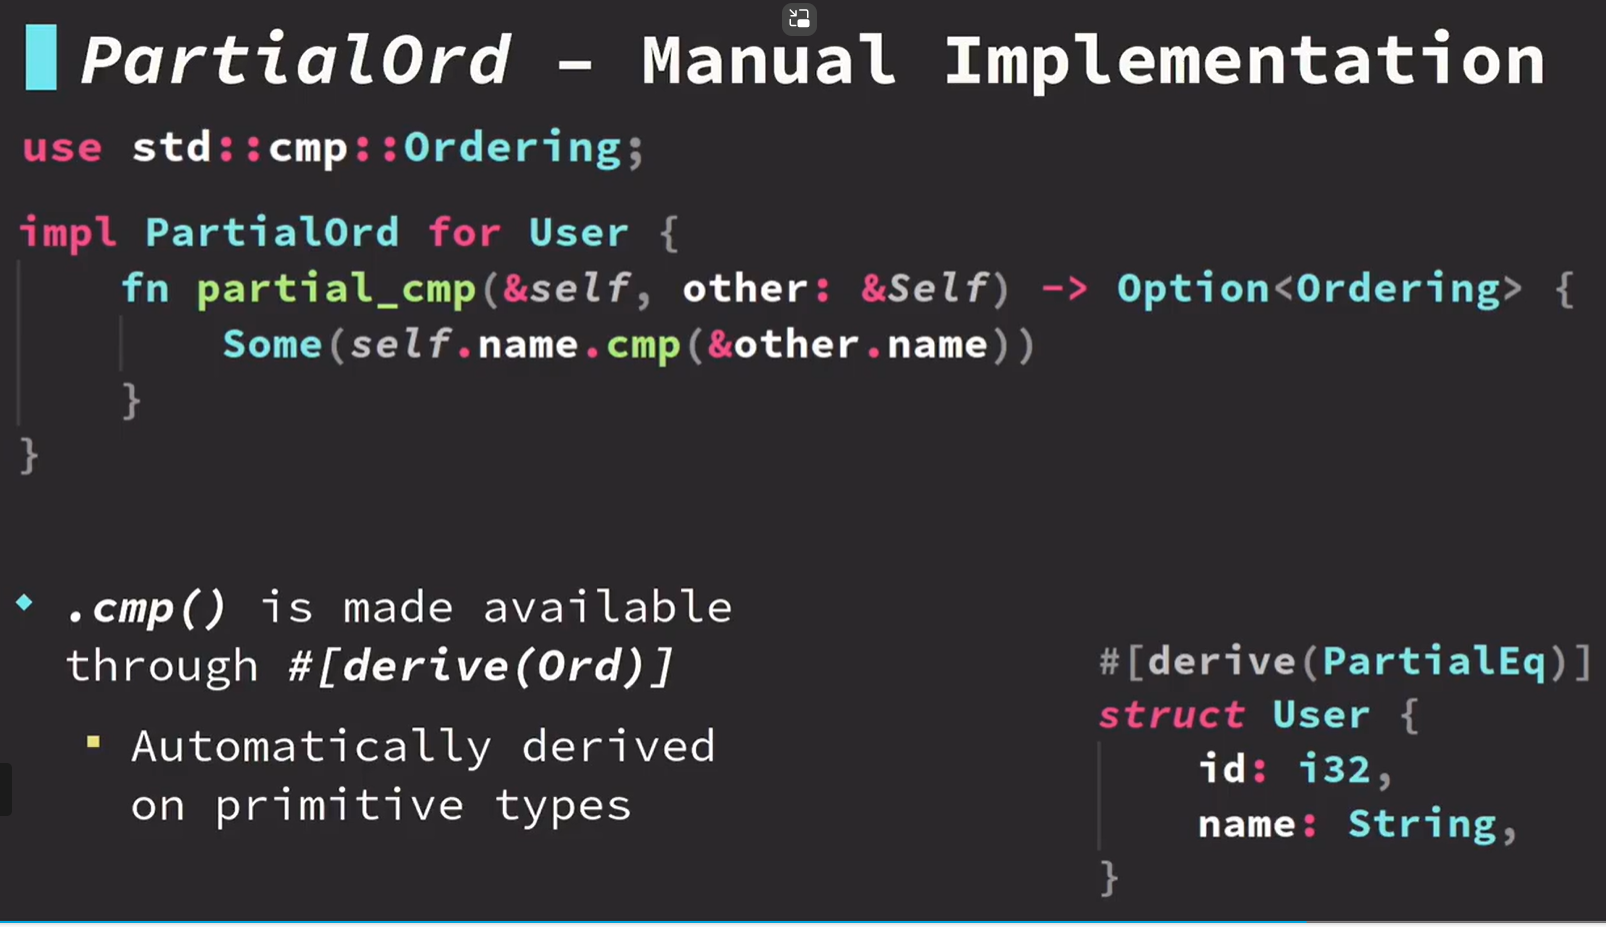 PartialOrd – Manual Implementation
use std::cmp::Ordering;
impl PartialOrd for User {
fn partial_cmp(&self, other: &Self) -> Option<Ordering> {
Some(self.name.cmp(&other.name))
}
}
.cmp() is made available
through #[derive(Ord)]
Automatically derived
on primitive types
#[derive(PartialEq)]
struct User {
id: i32,
name: String,
}